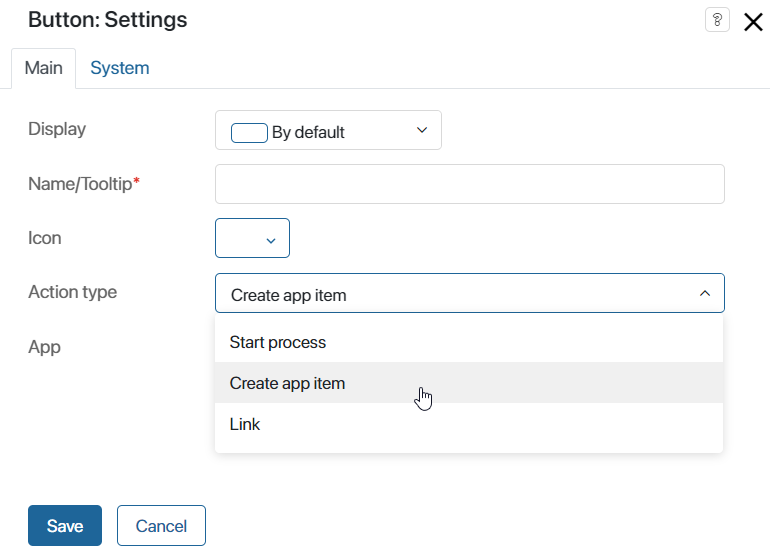 Button: Settings
?
Main System
Display By default
Name/Tooltip*
Icon
Action type Create app item
App
Start process
Create app item
Link
Save Cancel